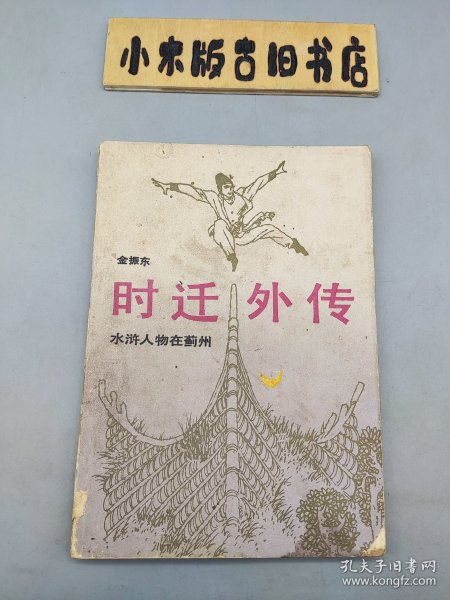 小木版古旧书店
金振东
时迁外传
水浒人物在蓟州
孔夫子旧书网
www.kongfz.com